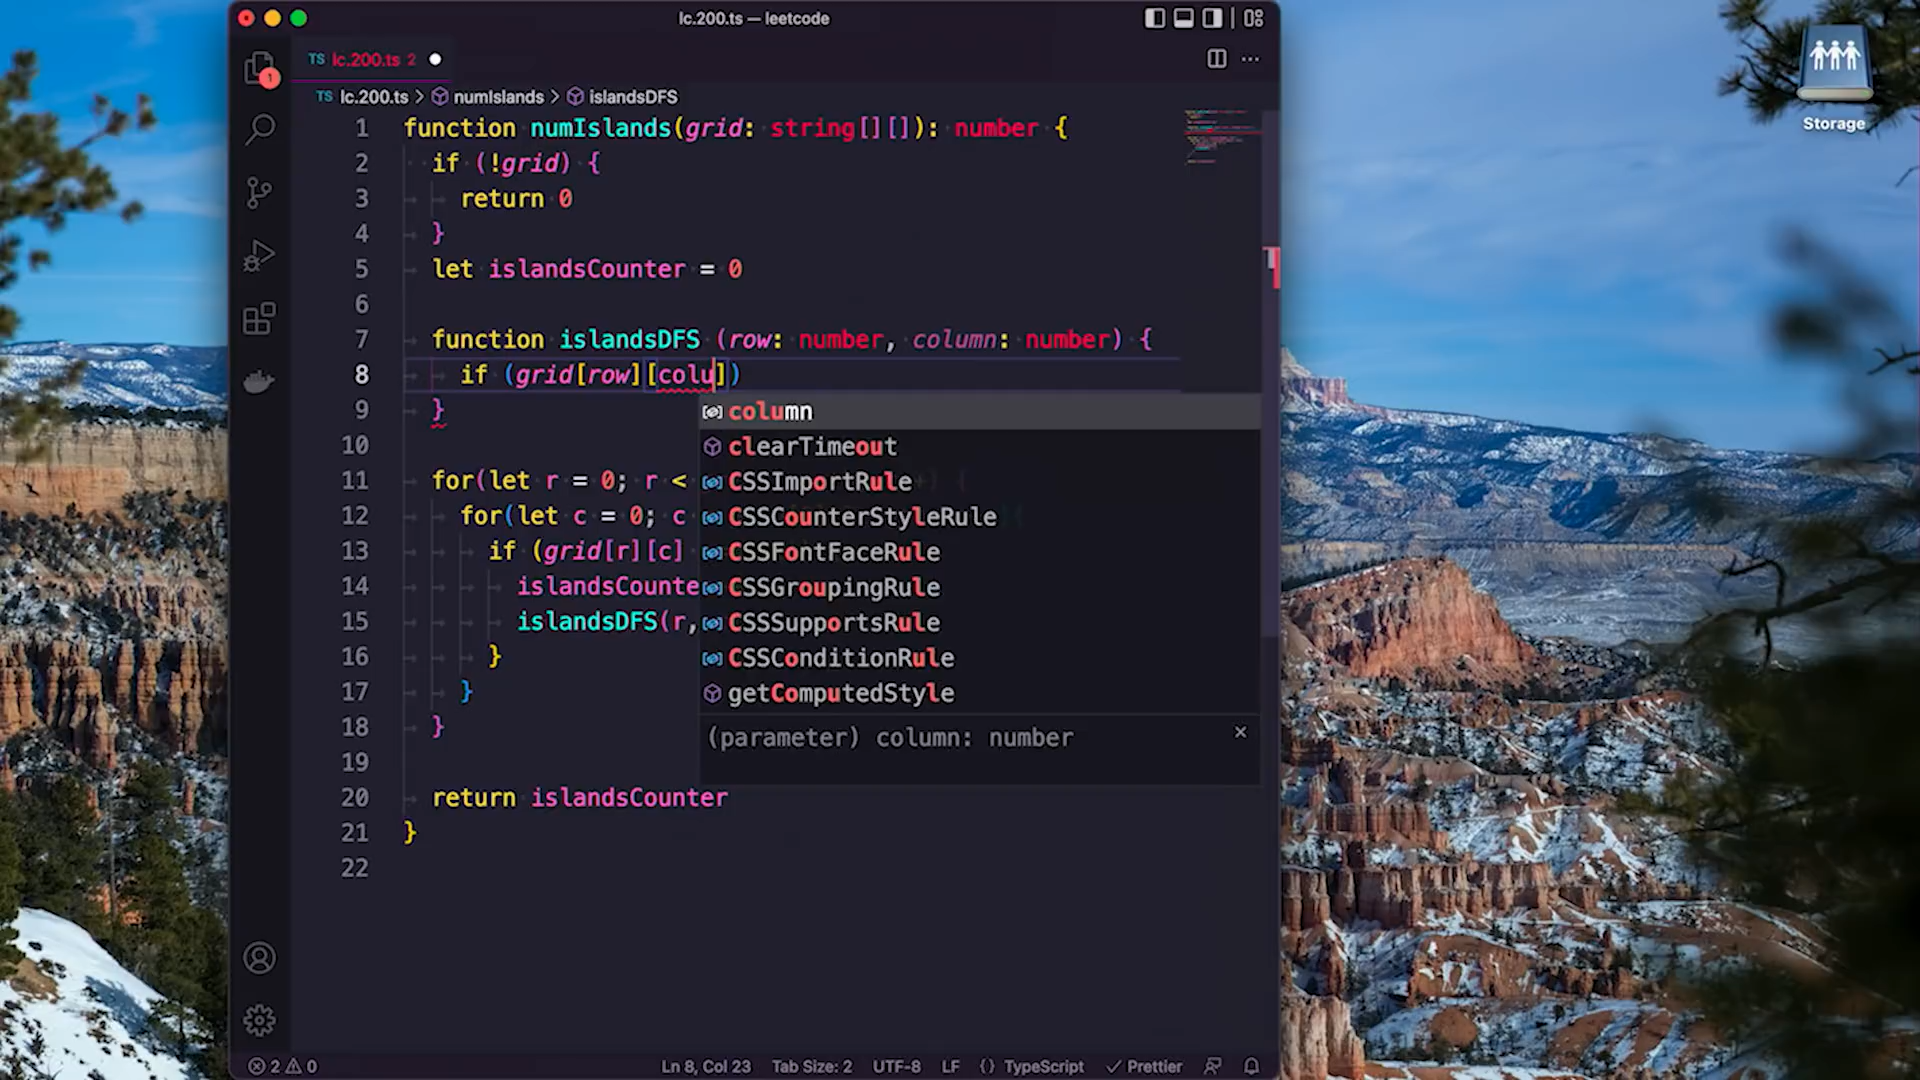 lc.200.ts — leetcode
TS lc.200.ts 2
TS lc.200.ts > numIslands > islandsDFS
1 function numIslands(grid: string[][]): number {
2 if (!grid) {
3 return 0
4 }
5 let islandsCounter = 0
6
7 function islandsDFS (row: number, column: number) {
8 if (grid[row][colu])
9 }
10
11 for(let r = 0; r <
12 for(let c = 0; c
13 if (grid[r][c]
14 islandsCounte
15 islandsDFS(r,
16 }
17 }
18 }
19
20 return islandsCounter
21 }
22
column
clearTimeout
CSSImportRule
CSSCounterStyleRule
CSSFontFaceRule
CSSGroupingRule
CSSSupportsRule
CSSConditionRule
getComputedStyle
(parameter) column: number
1
2 0
Ln 8, Col 23 Tab Size: 2 UTF-8 LF {} TypeScript Prettier
Storage